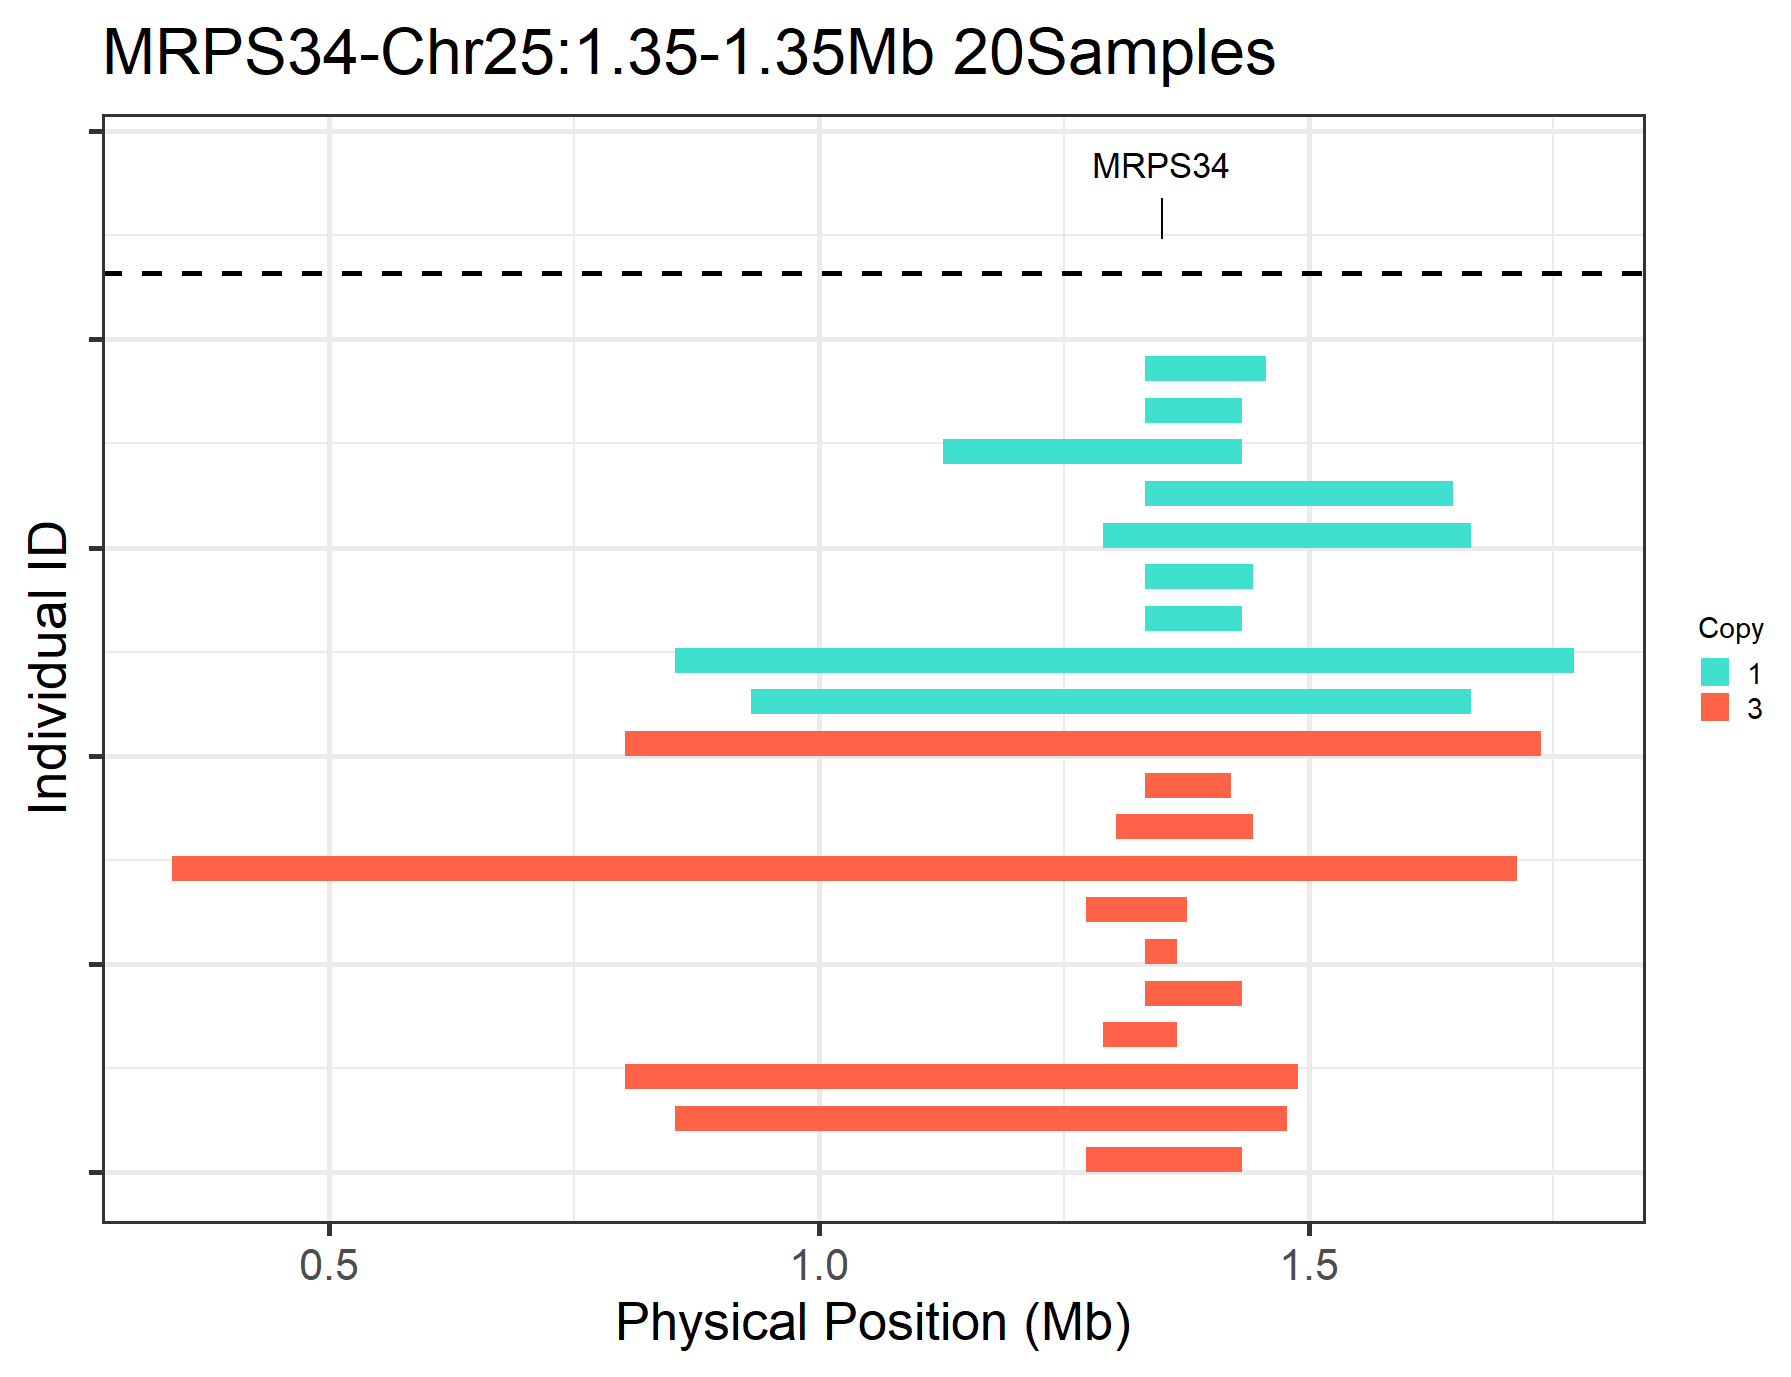 MRPS34-Chr25:1.35-1.35Mb 20Samples
MRPS34
Individual ID
Copy
1
3
0.5 1.0 1.5
Physical Position (Mb)